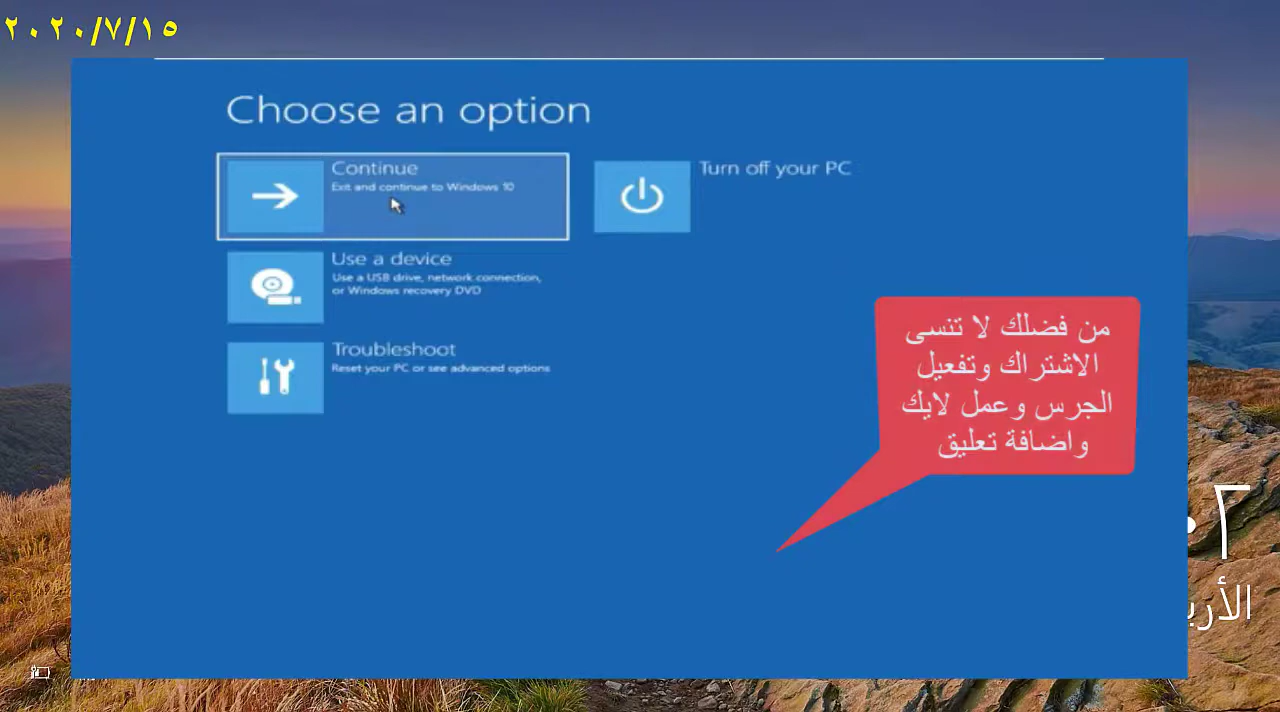 ٢٠٢٠/٧/١٥
Choose an option
Continue
Exit and continue to Windows 10
Turn off your PC
Use a device
Use a USB drive, network connection,
or Windows recovery DVD
Troubleshoot
Reset your PC or see advanced options
من فضلك لا تنسى
الاشتراك وتفعيل
الجرس وعمل لايك
واضافة تعليق